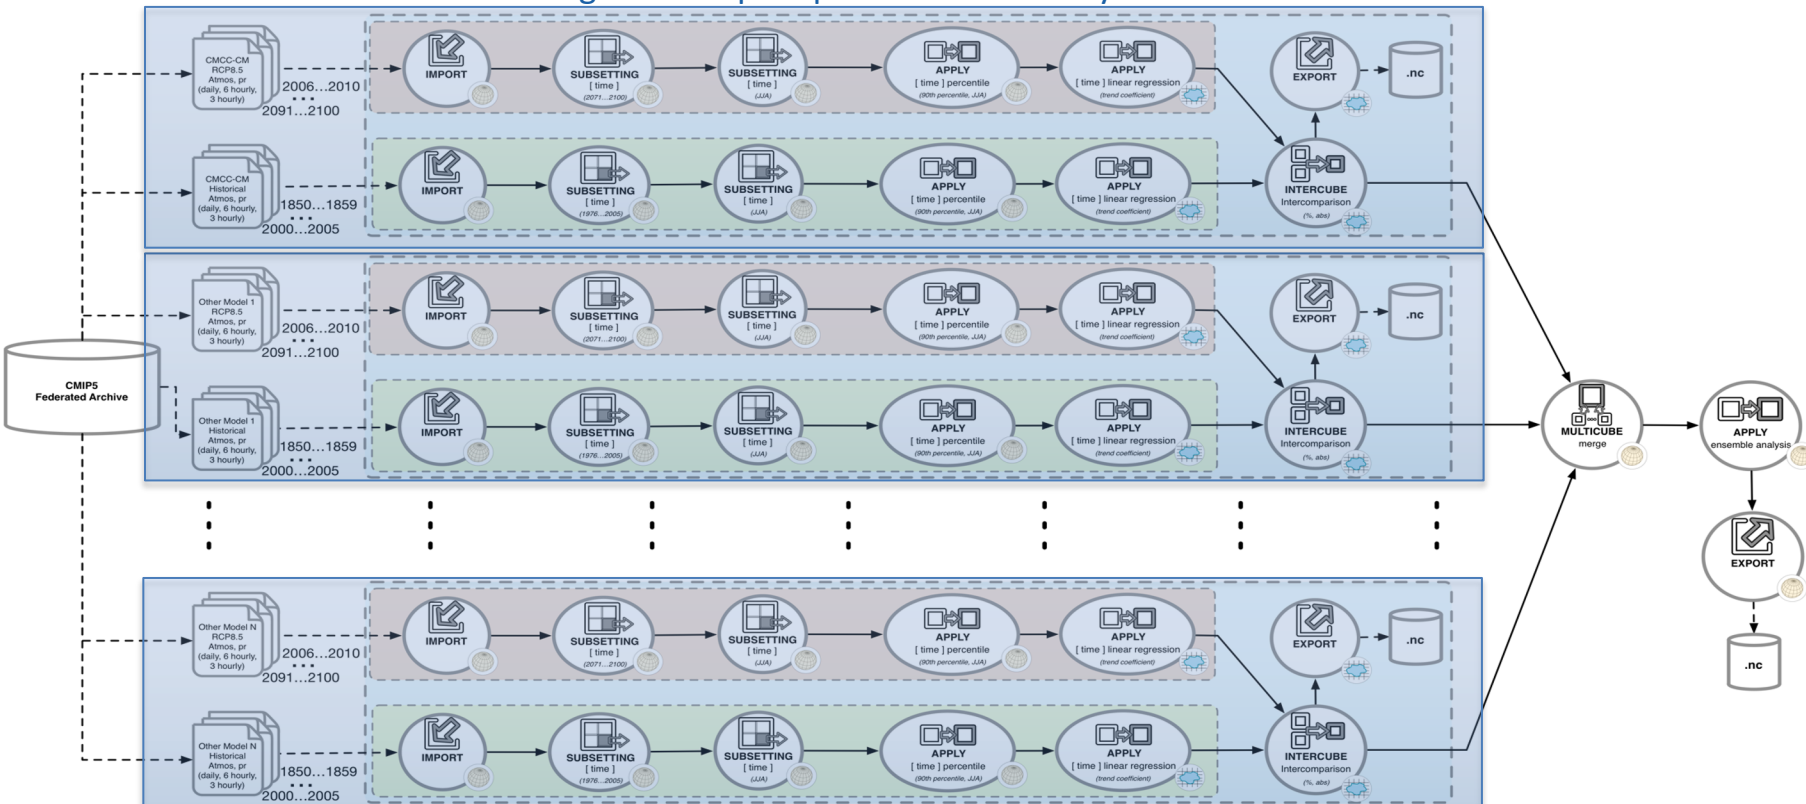 CMCC-CM
RCP8.5
Atmos, pr
(daily, 6 hourly,
3 hourly)
2006...2010
...
2091...2100
IMPORT
SUBSETTING
[ time ]
(2071...2100)
SUBSETTING
[ time ]
(JJA)
APPLY
[ time ] percentile
(90th percentile, JJA)
APPLY
[ time ] linear regression
(trend coefficient)
EXPORT
.nc
CMCC-CM
Historical
Atmos, pr
(daily, 6 hourly,
3 hourly)
1850...1859
...
2000...2005
IMPORT
SUBSETTING
[ time ]
(1976...2005)
SUBSETTING
[ time ]
(JJA)
APPLY
[ time ] percentile
(90th percentile, JJA)
APPLY
[ time ] linear regression
(trend coefficient)
INTERCUBE
Intercomparison
(%, abs)
Other Model 1
RCP8.5
Atmos, pr
(daily, 6 hourly,
3 hourly)
2006...2010
...
2091...2100
IMPORT
SUBSETTING
[ time ]
(2071...2100)
SUBSETTING
[ time ]
(JJA)
APPLY
[ time ] percentile
(90th percentile, JJA)
APPLY
[ time ] linear regression
(trend coefficient)
EXPORT
.nc
CMIP5
Federated Archive
Other Model 1
Historical
Atmos, pr
(daily, 6 hourly,
3 hourly)
1850...1859
...
2000...2005
IMPORT
SUBSETTING
[ time ]
(1976...2005)
SUBSETTING
[ time ]
(JJA)
APPLY
[ time ] percentile
(90th percentile, JJA)
APPLY
[ time ] linear regression
(trend coefficient)
INTERCUBE
Intercomparison
(%, abs)
MULTICUBE
merge
APPLY
ensemble analysis
EXPORT
.nc
Other Model N
RCP8.5
Atmos, pr
(daily, 6 hourly,
3 hourly)
2006...2010
...
2091...2100
IMPORT
SUBSETTING
[ time ]
(2071...2100)
SUBSETTING
[ time ]
(JJA)
APPLY
[ time ] percentile
(90th percentile, JJA)
APPLY
[ time ] linear regression
(trend coefficient)
EXPORT
.nc
Other Model N
Historical
Atmos, pr
(daily, 6 hourly,
3 hourly)
1850...1859
...
2000...2005
IMPORT
SUBSETTING
[ time ]
(1976...2005)
SUBSETTING
[ time ]
(JJA)
APPLY
[ time ] percentile
(90th percentile, JJA)
APPLY
[ time ] linear regression
(trend coefficient)
INTERCUBE
Intercomparison
(%, abs)